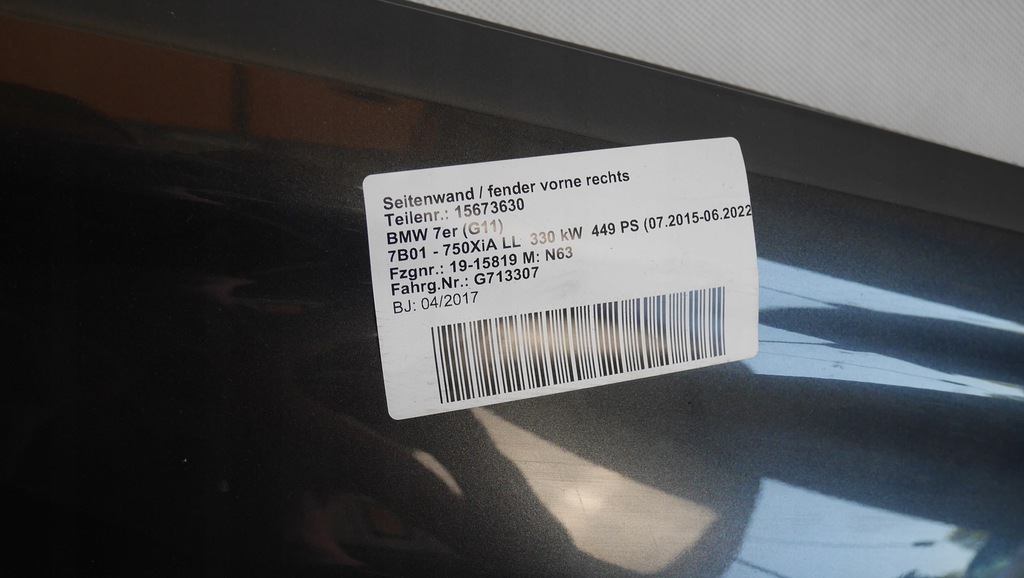 Seitenwand / fender vorne rechts
Teilenr.: 15673630
BMW 7er (G11)
7B01 - 750XiA LL 330 kW 449 PS (07.2015-06.2022
Fzgnr.: 19-15819 M: N63
Fahrg.Nr.: G713307
BJ: 04/2017